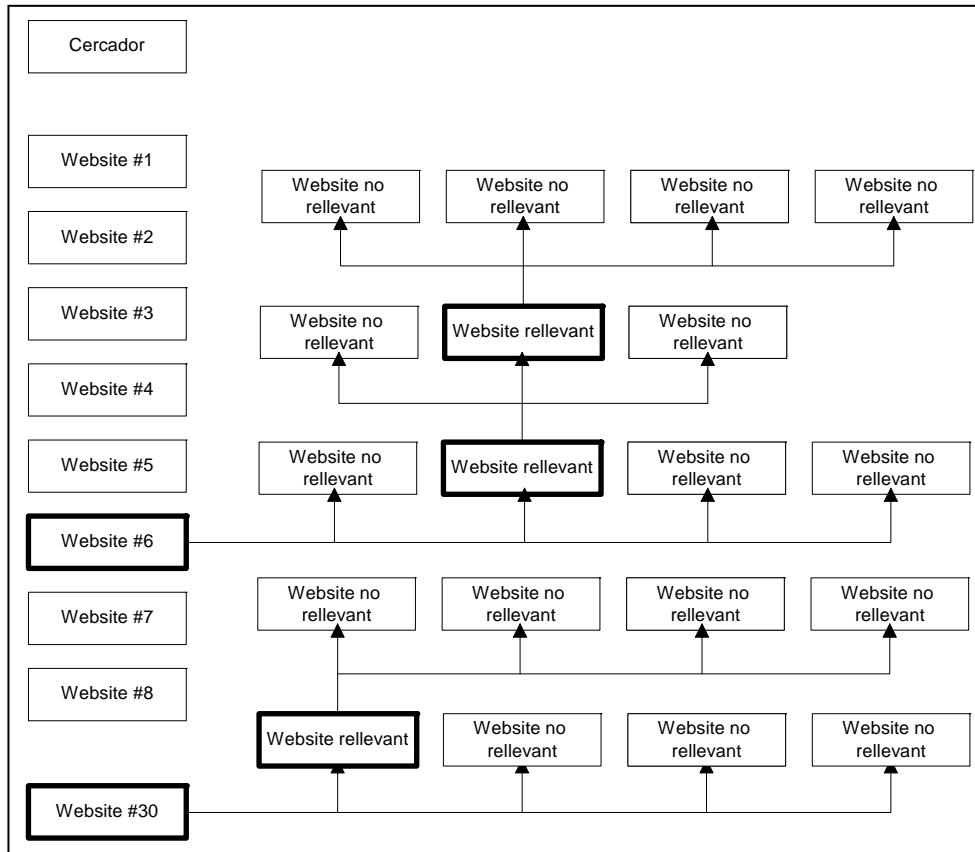 Cercador
Website #1
Website no
rellevant
Website no
rellevant
Website no
rellevant
Website no
rellevant
Website #2
Website #3
Website no
rellevant
Website rellevant
Website no
rellevant
Website #4
Website #5
Website no
rellevant
Website rellevant
Website no
rellevant
Website no
rellevant
Website #6
Website #7
Website no
rellevant
Website no
rellevant
Website no
rellevant
Website no
rellevant
Website #8
Website rellevant
Website no
rellevant
Website no
rellevant
Website no
rellevant
Website #30